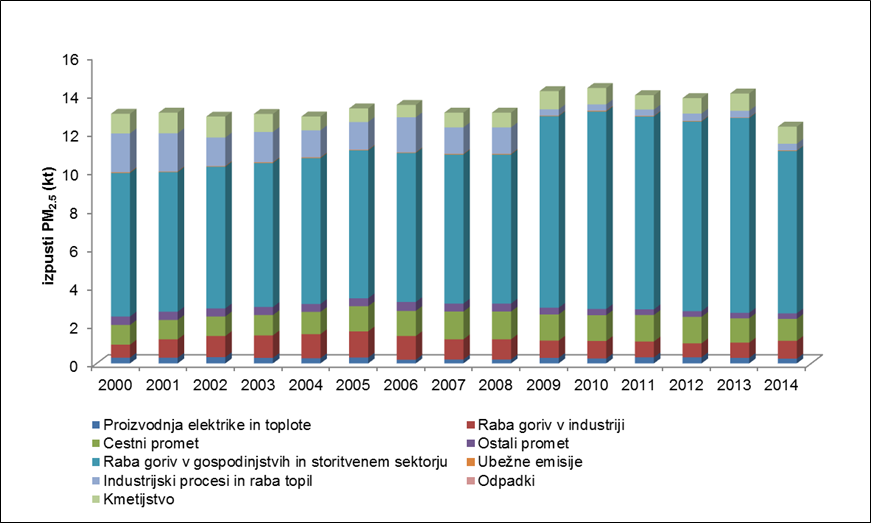 16
14
12
10
8
6
4
2
0
izpusti PM2.5 (kt)
2000 2001 2002 2003 2004 2005 2006 2007 2008 2009 2010 2011 2012 2013 2014
Proizvodnja elektrike in toplote
Raba goriv v industriji
Cestni promet
Ostali promet
Raba goriv v gospodinjstvih in storitvenem sektorju
Ubežne emisije
Industrijski procesi in raba topil
Odpadki
Kmetijstvo